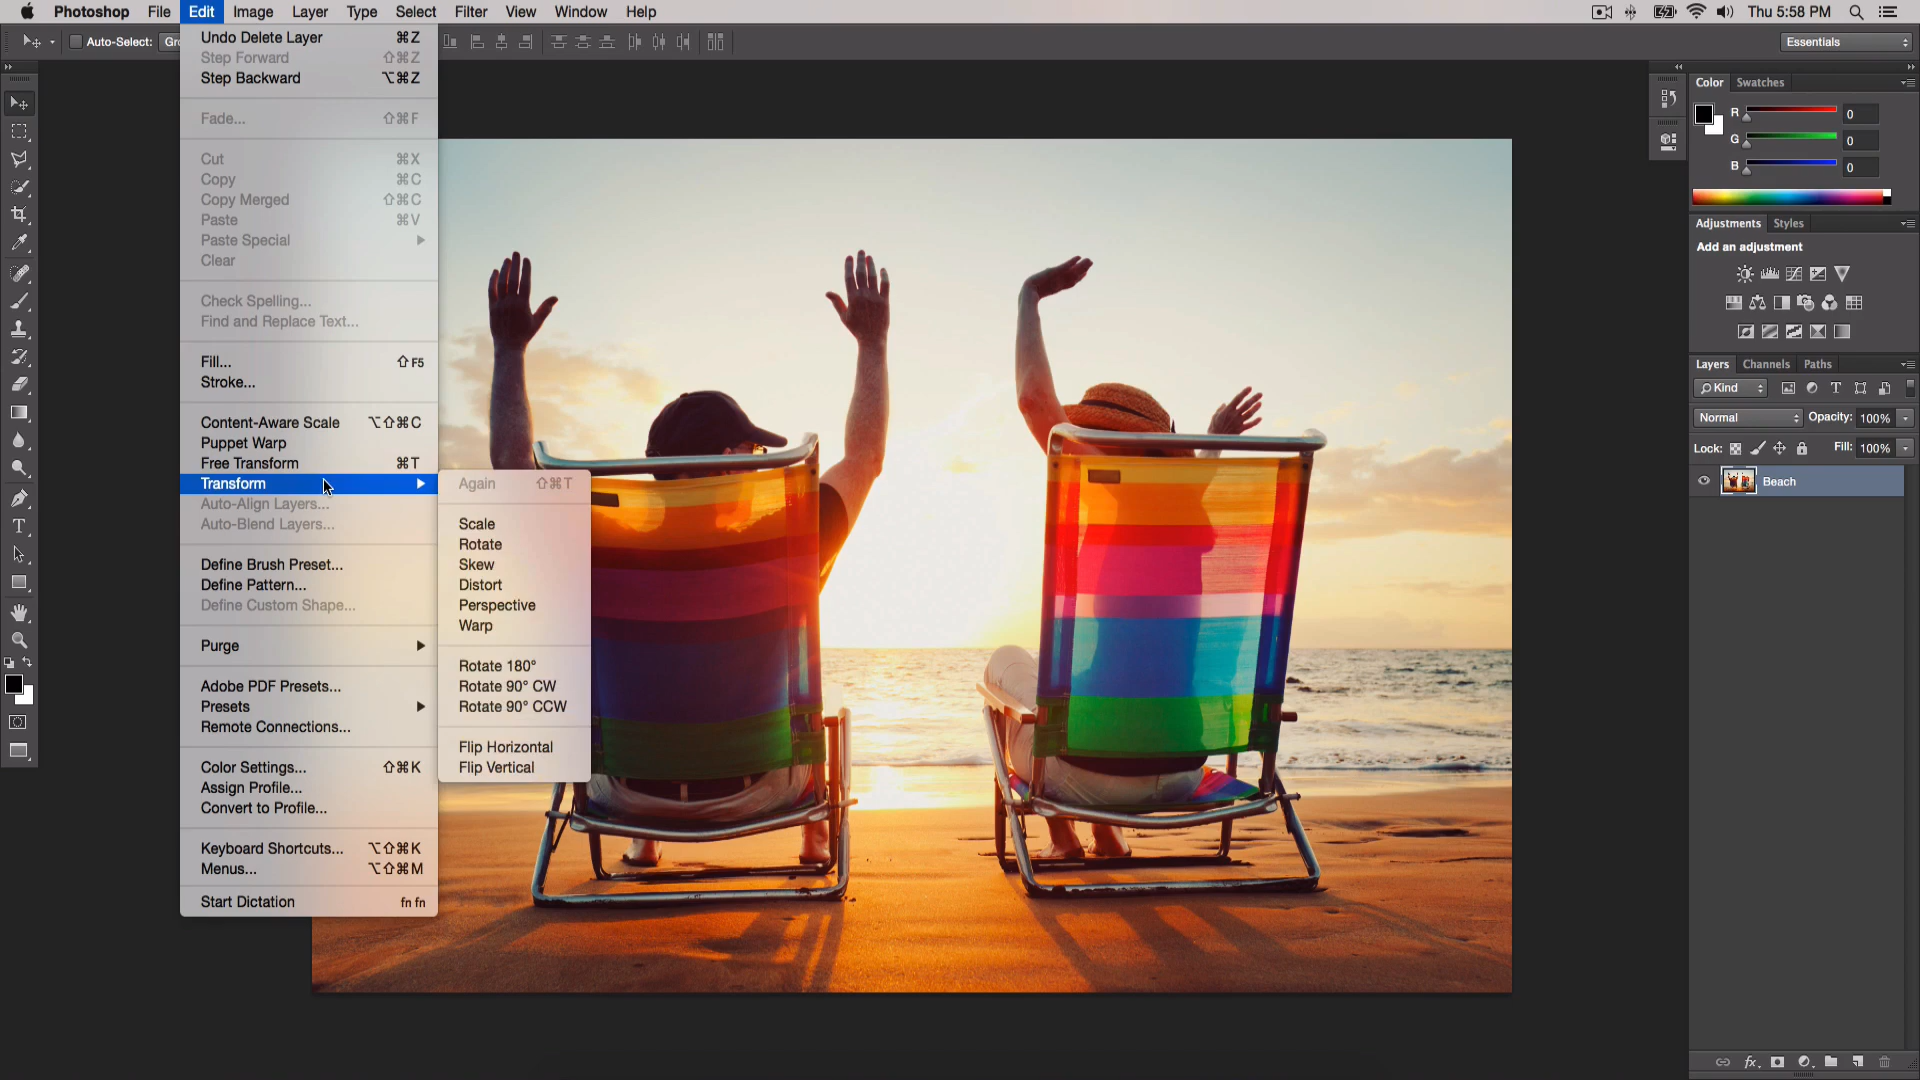 Photoshop File Edit Image Layer Type Select Filter View Window Help Thu 5:58 PM
Auto-Select: Gro Essentials
Undo Delete Layer ⌘Z
Step Forward ⇧⌘Z
Step Backward ⌥⌘Z
Fade... ⇧⌘F
Cut ⌘X
Copy ⌘C
Copy Merged ⇧⌘C
Paste ⌘V
Paste Special
Clear
Check Spelling...
Find and Replace Text...
Fill... ⇧F5
Stroke...
Content-Aware Scale ⌥⇧⌘C
Puppet Warp
Free Transform ⌘T
Transform
Auto-Align Layers...
Auto-Blend Layers...
Define Brush Preset...
Define Pattern...
Define Custom Shape...
Purge
Adobe PDF Presets...
Presets
Remote Connections...
Color Settings... ⇧⌘K
Assign Profile...
Convert to Profile...
Keyboard Shortcuts... ⌥⇧⌘K
Menus... ⌥⇧⌘M
Start Dictation fn fn
Again ⇧⌘T
Scale
Rotate
Skew
Distort
Perspective
Warp
Rotate 180°
Rotate 90° CW
Rotate 90° CCW
Flip Horizontal
Flip Vertical
Color Swatches
R 0
G 0
B 0
Adjustments Styles
Add an adjustment
Layers Channels Paths
Kind
Normal Opacity: 100%
Lock: Fill: 100%
Beach